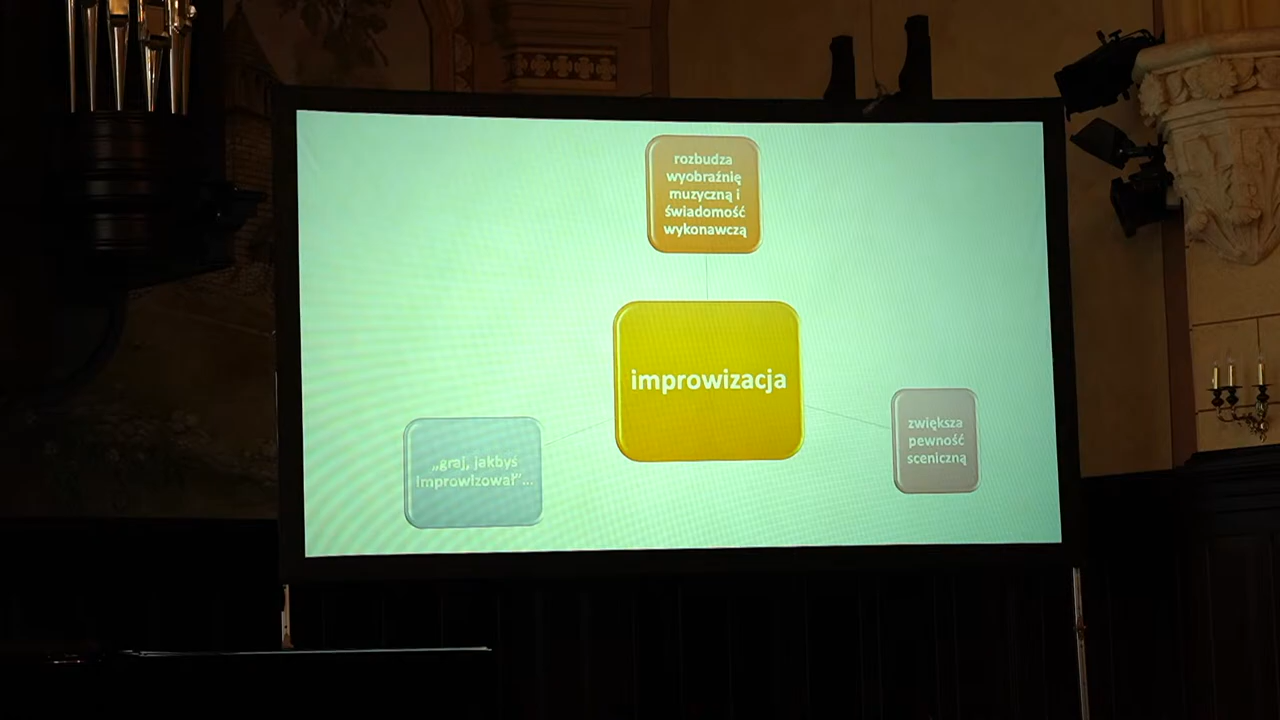 rozbudza
wyobraźnię
muzyczną i
świadomość
wykonawczą
improwizacja
zwiększa
pewność
sceniczną
„graj, jakbyś
improwizował”...